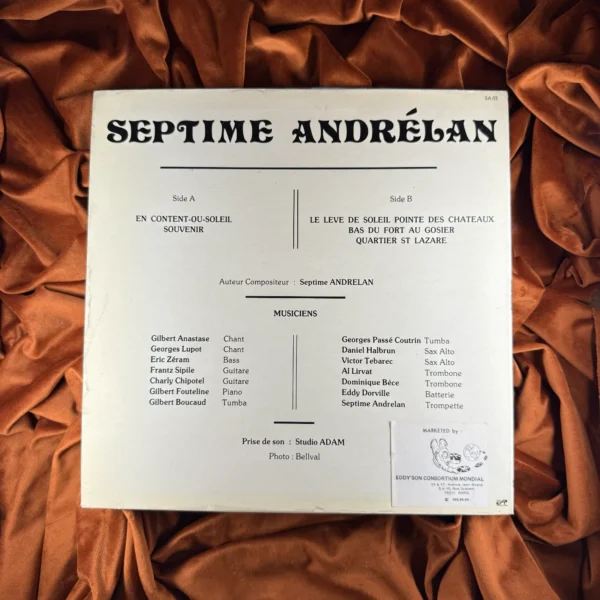 SA 03
SEPTIME ANDRÉLAN
Side A
EN CONTENT-OU-SOLEIL
SOUVENIR
Side B
LE LEVE DE SOLEIL POINTE DES CHATEAUX
BAS DU FORT AU GOSIER
QUARTIER ST LAZARE
Auteur Compositeur : Septime ANDRELAN
MUSICIENS
Gilbert Anastase Chant
Georges Lupot Chant
Eric Zéram Bass
Frantz Sipile Guitare
Charly Chipotel Guitare
Gilbert Fouteline Piano
Gilbert Boucaud Tumba
Georges Passé Coutrin Tumba
Daniel Halbrun Sax Alto
Victor Tebarec Sax Alto
Al Lirvat Trombone
Dominique Bèce Trombone
Eddy Dorville Batterie
Septime Andrelan Trompette
Prise de son : Studio ADAM
Photo : Bellval
MARKETED by :
EDDY'SON CONSORTIUM MONDIAL